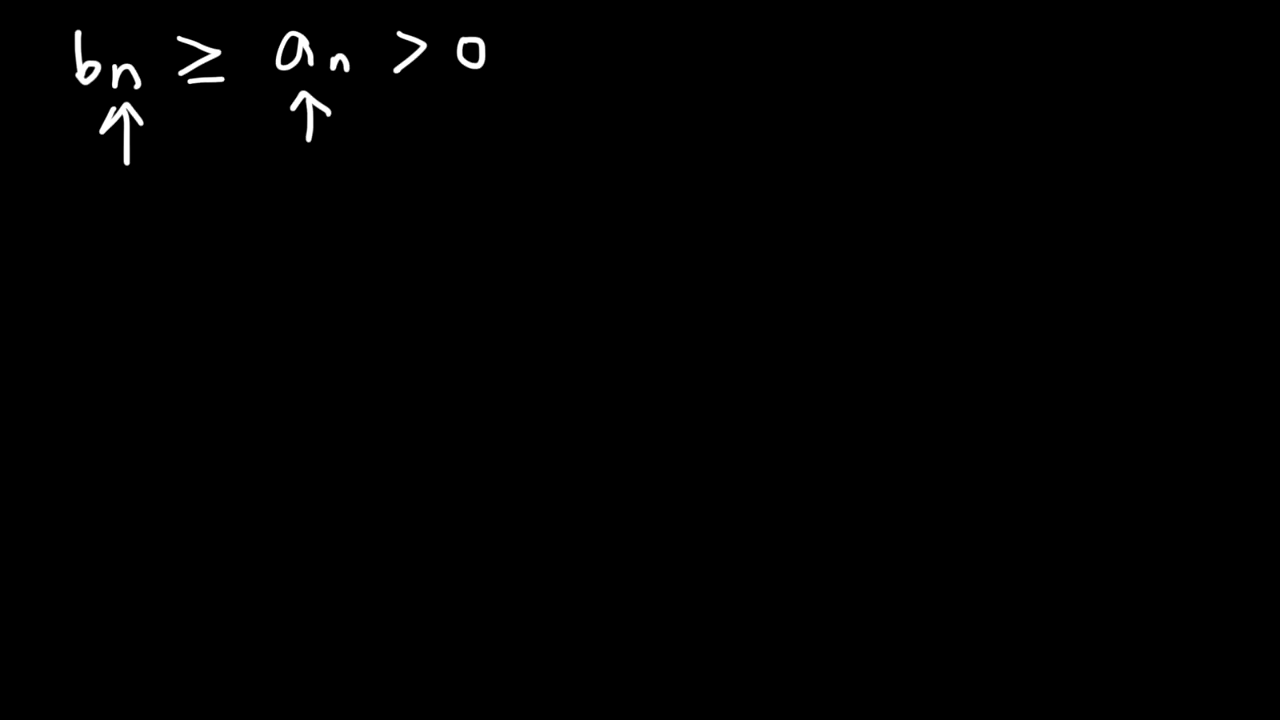 bₙ ≥ aₙ > 0
↑ ↑